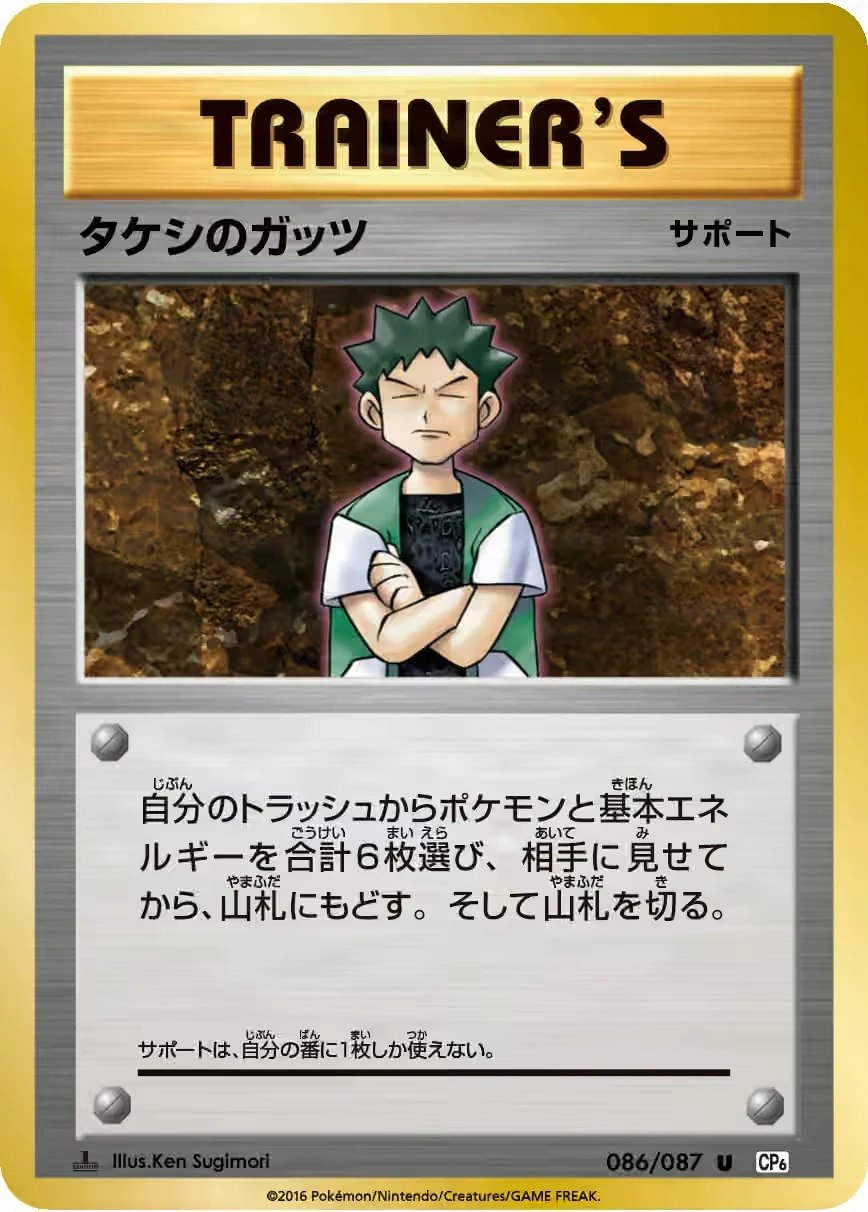 TRAINER'S
タケシのガッツ サポート
自分のトラッシュからポケモンと基本エネ
ルギーを合計6枚選び、相手に見せて
から、山札にもどす。そして山札を切る。
サポートは、自分の番に1枚しか使えない。
1 EDITION Illus.Ken Sugimori 086/087 U CP6
©2016 Pokémon/Nintendo/Creatures/GAME FREAK.